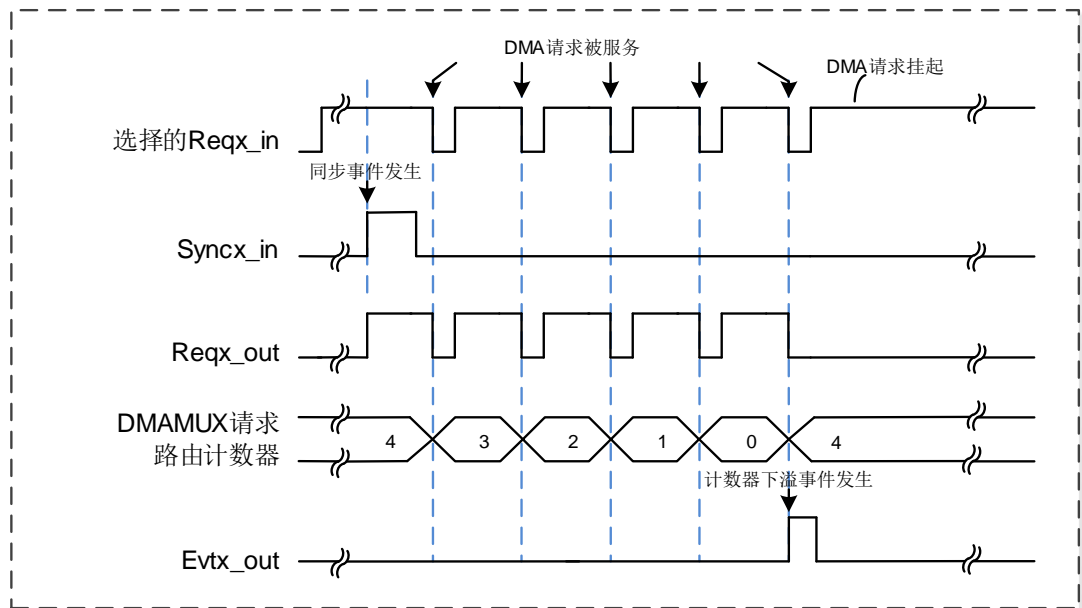 DMA请求被服务
DMA请求挂起
选择的Reqx_in
同步事件发生
Syncx_in
Reqx_out
DMAMUX请求
路由计数器
4 3 2 1 0 4
计数器下溢事件发生
Evtx_out